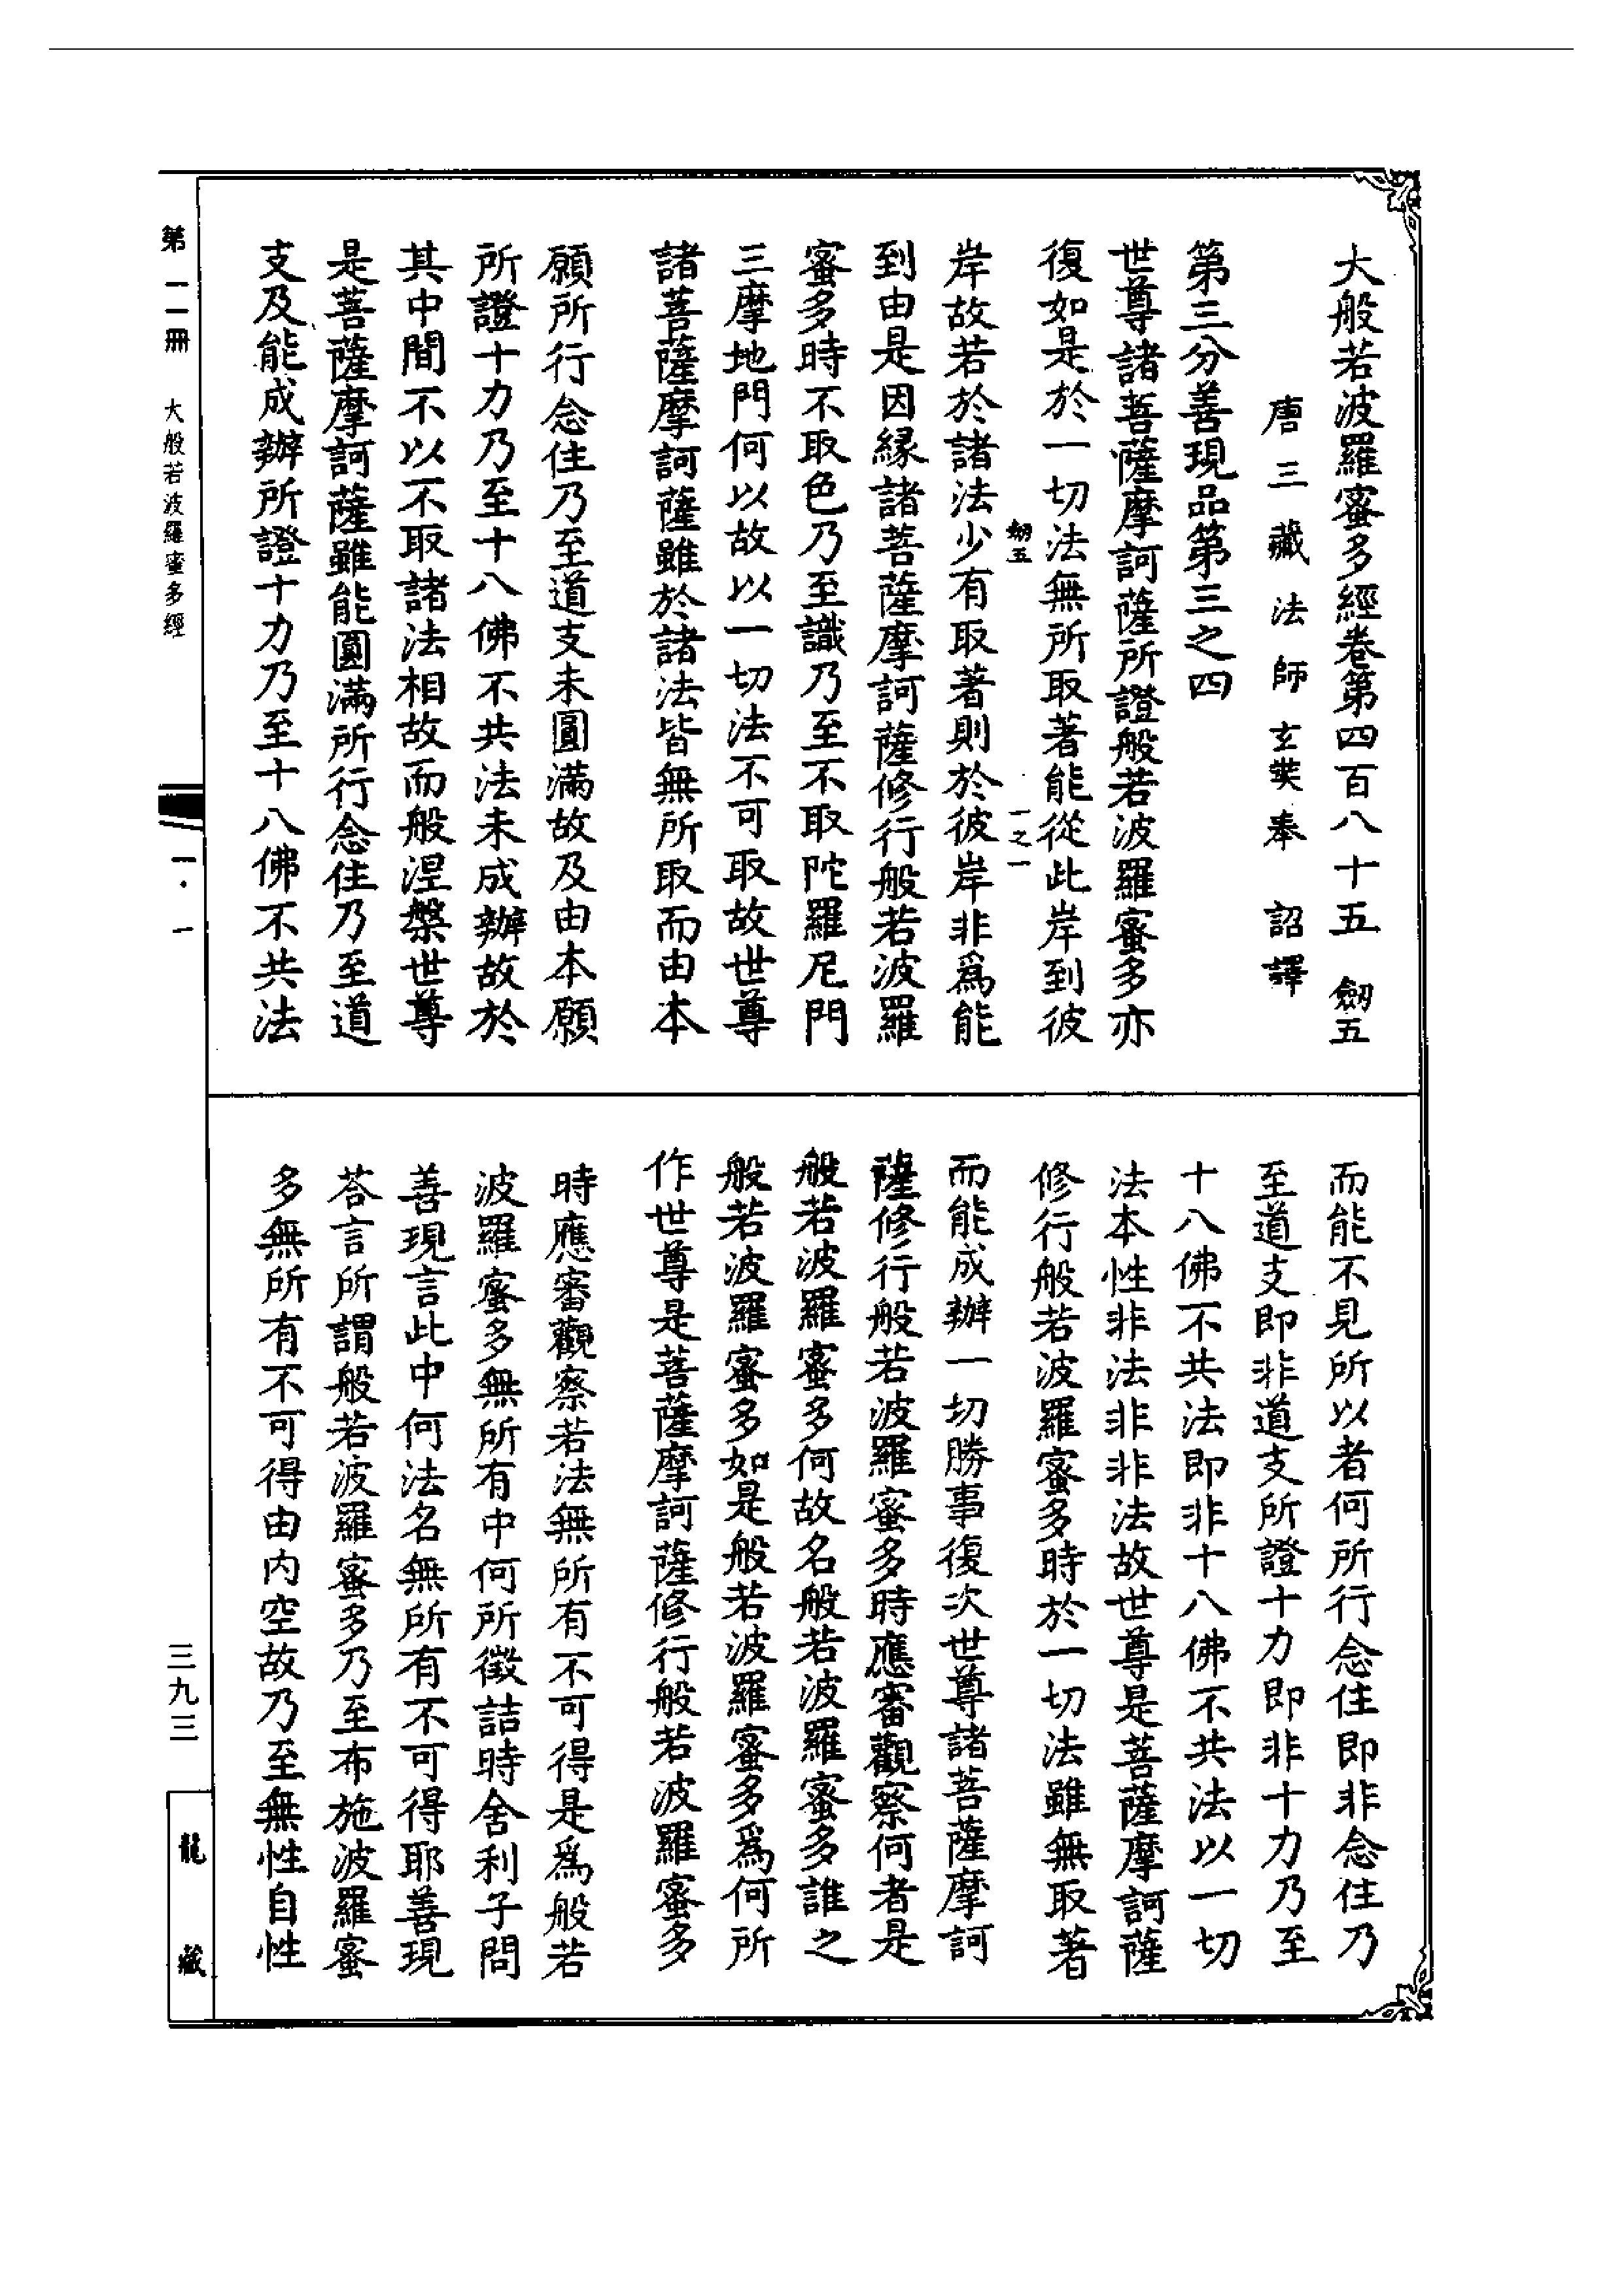 大般若波羅蜜多經卷第四百八十五　劒五
唐三藏法師玄奘奉　詔譯
第三分善現品第三之四
世尊諸菩薩摩訶薩所證般若波羅蜜多亦
復如是於一切法無所取著能從此岸到彼
劒五　一之一
岸故若於諸法少有取著則於彼岸非爲能
到由是因緣諸菩薩摩訶薩修行般若波羅
蜜多時不取色乃至識乃至不取陀羅尼門
三摩地門何以故以一切法不可取故世尊
諸菩薩摩訶薩雖於諸法皆無所取而由本
願所行念住乃至道支未圓滿故及由本願
所證十力乃至十八佛不共法未成辦故於
其中間不以不取諸法相故而般涅槃世尊
是菩薩摩訶薩雖能圓滿所行念住乃至道
支及能成辦所證十力乃至十八佛不共法
而能不見所以者何所行念住即非念住乃
至道支即非道支所證十力即非十力乃至
十八佛不共法即非十八佛不共法以一切
法本性非法非非法故世尊是菩薩摩訶薩
修行般若波羅蜜多時於一切法雖無取著
而能成辦一切勝事復次世尊諸菩薩摩訶
薩修行般若波羅蜜多時應審觀察何者是
般若波羅蜜多何故名般若波羅蜜多誰之
般若波羅蜜多如是般若波羅蜜多爲何所
作世尊是菩薩摩訶薩修行般若波羅蜜多
時應審觀察若法無所有不可得是爲般若
波羅蜜多無所有中何所徵詰時舍利子問
善現言此中何法名無所有不可得耶善現
荅言所謂般若波羅蜜多乃至布施波羅蜜
多無所有不可得由内空故乃至無性自性
第一一冊　大般若波羅蜜多經
一·一
三九三
龍藏